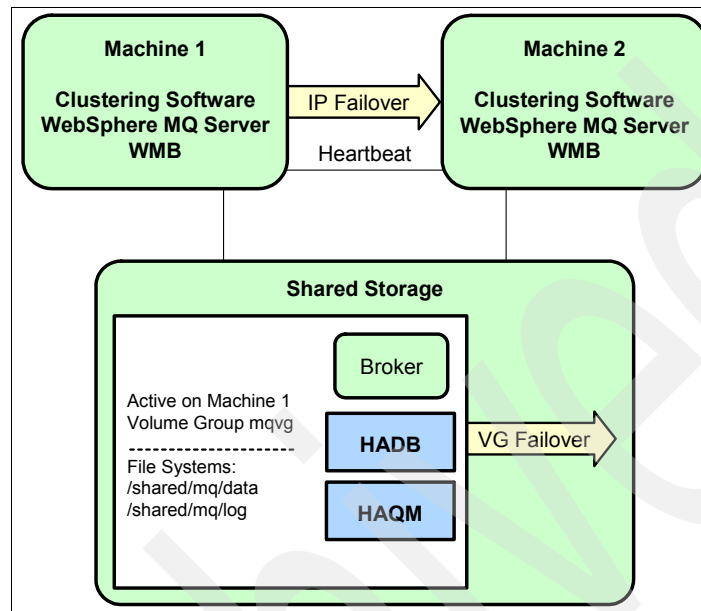 Machine 1
Clustering Software
WebSphere MQ Server
WMB
IP Failover
Heartbeat
Machine 2
Clustering Software
WebSphere MQ Server
WMB
Shared Storage
Active on Machine 1
Volume Group mqvg
--------------------
File Systems:
/shared/mq/data
/shared/mq/log
Broker
HADB
HAQM
VG Failover